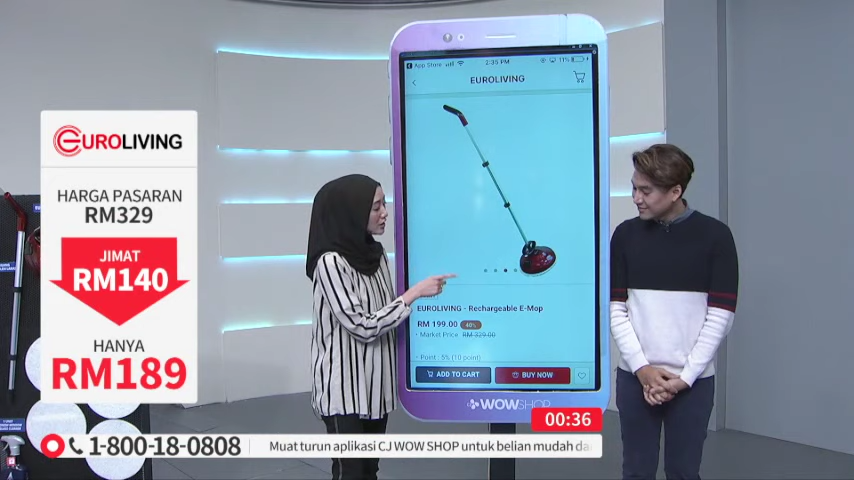 EUROLIVING
HARGA PASARAN
RM329
JIMAT
RM140
HANYA
RM189
App Store
2:35 PM
11%
EUROLIVING
EUROLIVING - Rechargeable E-Mop
RM 199.00 40%
• Market Price RM 329.00
• Point : 5% (10 point)
ADD TO CART
BUY NOW
WOWSHOP
00:36
1-800-18-0808
Muat turun aplikasi CJ WOW SHOP untuk belian mudah da